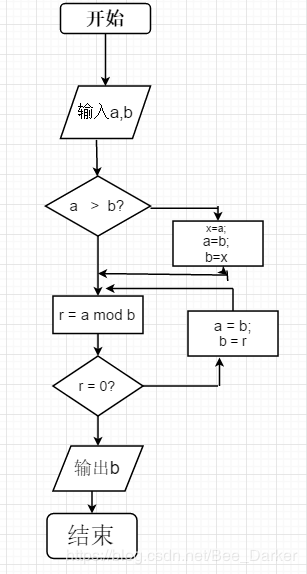 开始
输入a,b
a > b?
x=a;
a=b;
b=x
r = a mod b
a = b;
b = r
r = 0?
输出b
结束
https://blog.csdn.net/Bee_Darker